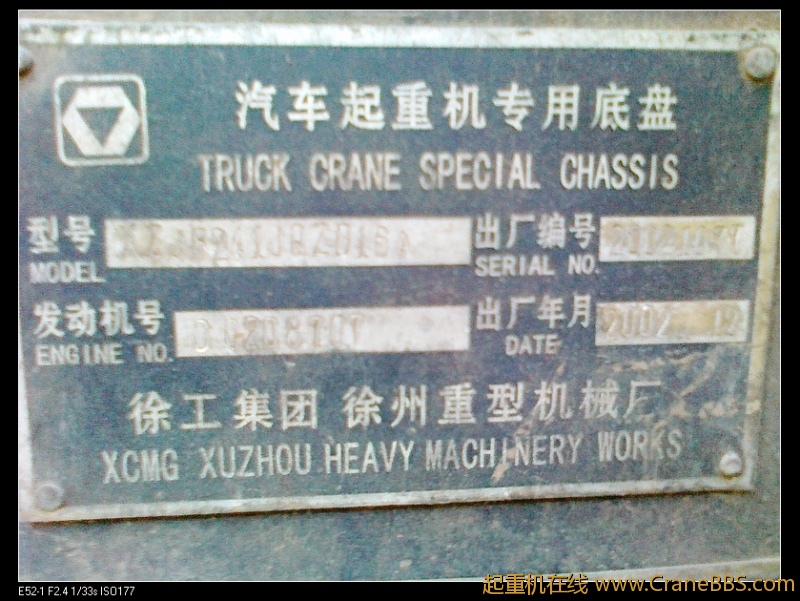 汽车起重机专用底盘
TRUCK CRANE SPECIAL CHASSIS
型号
MODEL
出厂编号
SERIAL NO.
发动机号
ENGINE NO.
出厂年月 2002 12
DATE
徐工集团 徐州重型机械厂
XCMG XUZHOU HEAVY MACHINERY WORKS
E52-1 F2.4 1/33s ISO177
起重机在线 www.CraneBBS.com